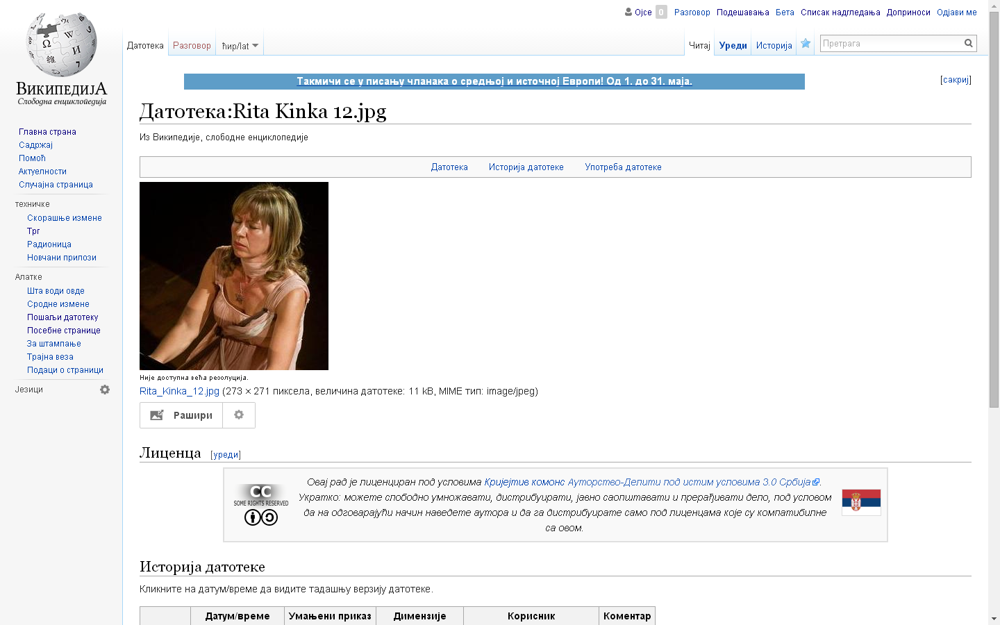 Ојсе 0 Разговор Подешавања Бета Списак надгледања Доприноси Одјави ме
Датотека Разговор ћир/lat Читај Уреди Историја Претрага
ВикипедијА
Слободна енциклопедија
Главна страна
Садржај
Помоћ
Актуелности
Случајна страница
техничке
Скорашње измене
Трг
Радионица
Новчани прилози
Алатке
Шта води овде
Сродне измене
Пошаљи датотеку
Посебне странице
За штампање
Трајна веза
Подаци о страници
Језици
Такмичи се у писању чланака о средњој и источној Европи! Од 1. до 31. маја. [сакриј]
Датотека:Rita Kinka 12.jpg
Из Википедије, слободне енциклопедије
Датотека Историја датотеке Употреба датотеке
Није доступна већа резолуција.
Rita_Kinka_12.jpg (273 × 271 пиксела, величина датотеке: 11 kB, MIME тип: image/jpeg)
Рашири
Лиценца [уреди]
CC
SOME RIGHTS RESERVED
Овај рад је лиценциран под условима Кријејтив комонс Ауторство-Делити под истим условима 3.0 Србија.
Укратко: можете слободно умножавати, дистрибуирати, јавно саопштавати и прерађивати дело, под условом
да на одговарајући начин наведете аутора и да га дистрибуирате само под лиценцама које су компатибилне
са овом.
Историја датотеке
Кликните на датум/време да видите тадашњу верзију датотеке.
Датум/време Умањени приказ Димензије Корисник Коментар